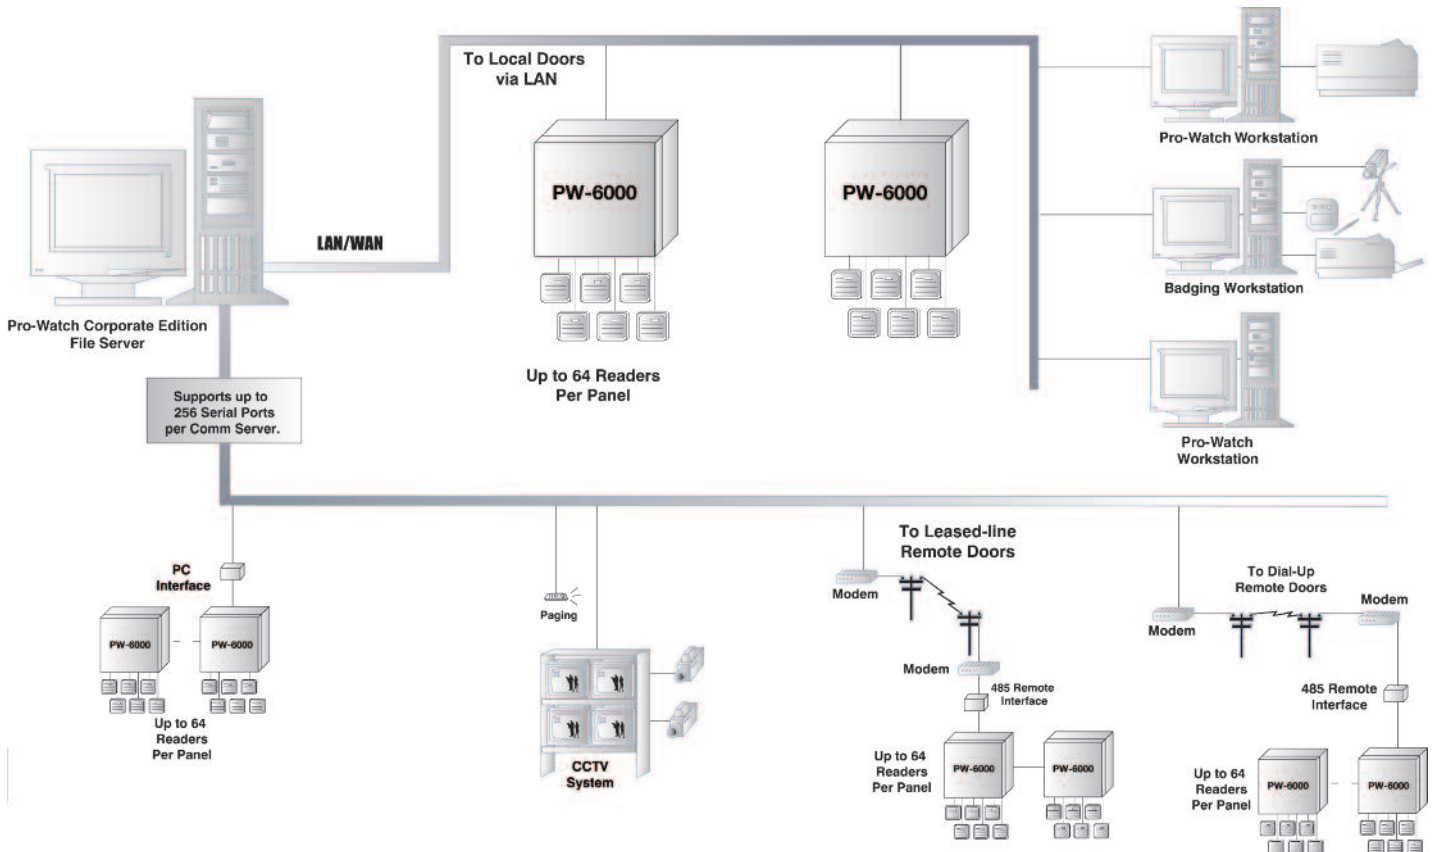 To Local Doors
via LAN
PW-6000
PW-6000
Pro-Watch Workstation
LAN/WAN
Badging Workstation
Pro-Watch Corporate Edition
File Server
Up to 64 Readers
Per Panel
Supports up to
256 Serial Ports
per Comm Server.
Pro-Watch
Workstation
PC
Interface
PW-6000
PW-6000
Up to 64
Readers
Per Panel
Paging
CCTV
System
To Leased-line
Remote Doors
Modem
Modem
485 Remote
Interface
Up to 64
Readers
Per Panel
PW-6000
PW-6000
To Dial-Up
Remote Doors
Modem
Modem
485 Remote
Interface
Up to 64
Readers
Per Panel
PW-6000
PW-6000